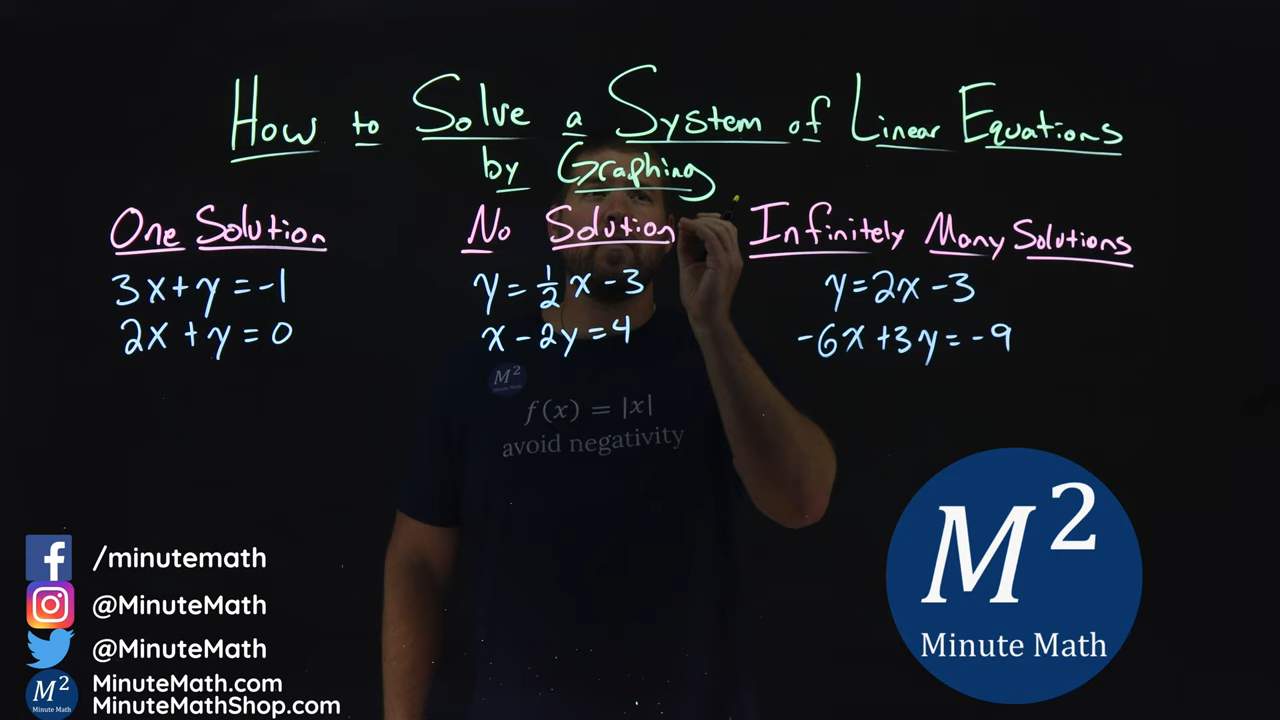 How to Solve a System of Linear Equations
by Graphing
One Solution
3x+y=-1
2x+y=0
No Solution
y=½x-3
x-2y=4
Infinitely Many Solutions
y=2x-3
-6x+3y=-9
M²
Minute Math
f(x) = |x|
avoid negativity
/minutemath
@MinuteMath
@MinuteMath
M²
MinuteMath.com
MinuteMathShop.com
M²
Minute Math